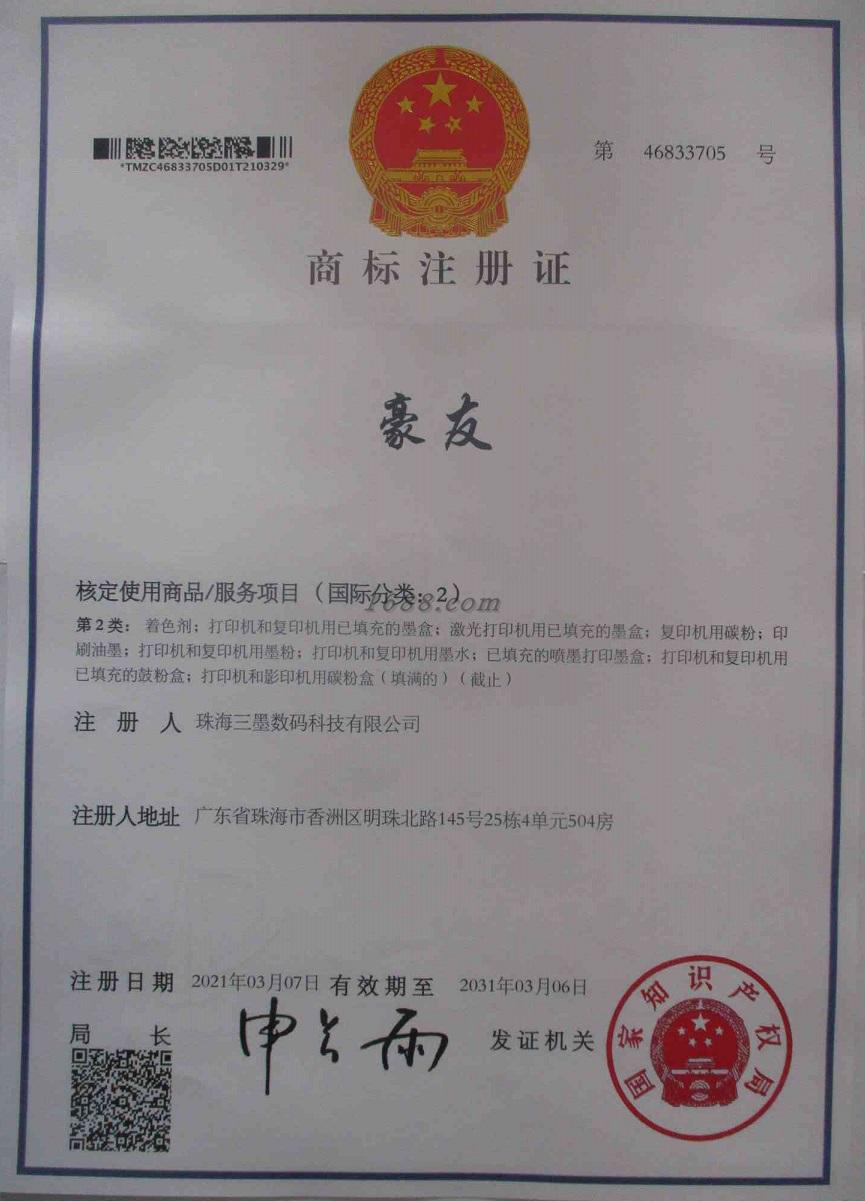 *TMZC46833705D01T210329*
第 46833705 号
商标注册证
豪友
核定使用商品/服务项目（国际分类：2）
1688.com
第2类：着色剂；打印机和复印机用已填充的墨盒；激光打印机用已填充的墨盒；复印机用碳粉；印
刷油墨；打印机和复印机用墨粉；打印机和复印机用墨水；已填充的喷墨打印墨盒；打印机和复印机用
已填充的鼓粉盒；打印机和影印机用碳粉盒（填满的）（截止）
注册人 珠海三墨数码科技有限公司
注册人地址 广东省珠海市香洲区明珠北路145号25栋4单元504房
注册日期 2021年03月07日 有效期至 2031年03月06日
局长 申长雨 发证机关
国家知识产权局